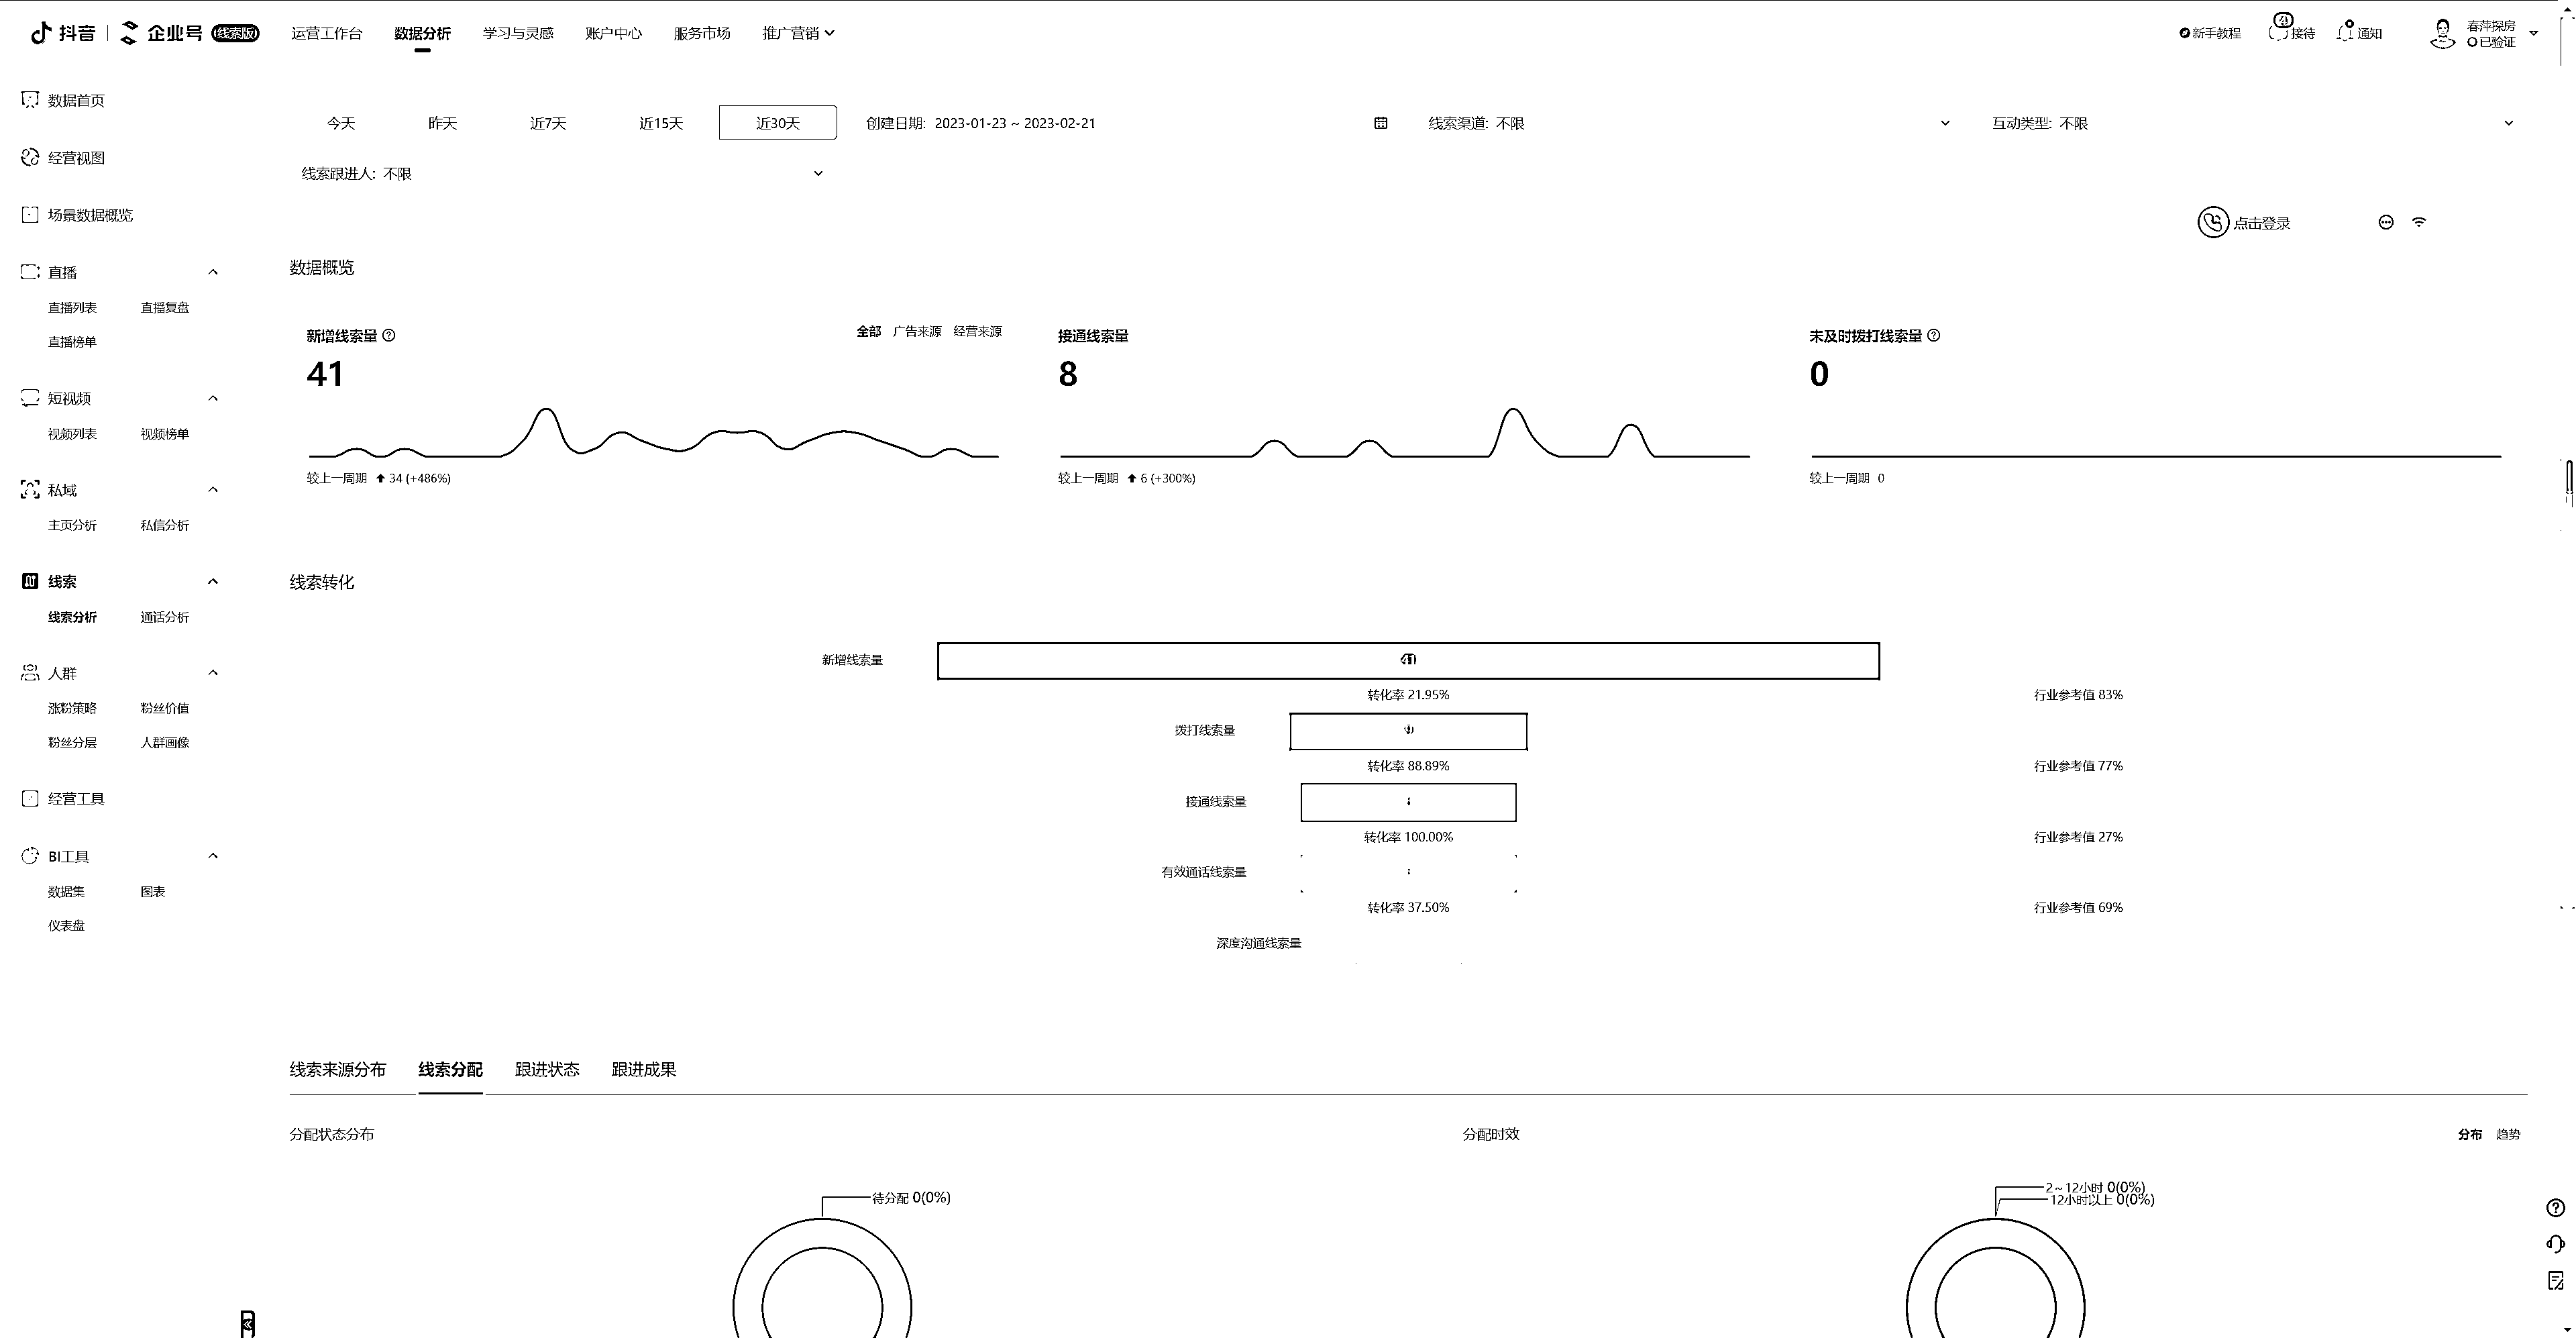 抖音 企业号 线索版 运营工作台 数据分析 学习与灵感 账户中心 服务市场 推广营销 新手教程 接待 通知 春萍探房
已验证
数据首页
经营视图
场景数据概览
直播
直播列表 直播复盘
直播榜单
短视频
视频列表 视频榜单
私域
主页分析 私信分析
线索
线索分析 通话分析
人群
涨粉策略 粉丝价值
粉丝分层 人群画像
经营工具
BI工具
数据集 图表
仪表盘
今天 昨天 近7天 近15天 近30天 创建日期: 2023-01-23 ~ 2023-02-21 线索渠道: 不限 互动类型: 不限
线索跟进人: 不限
点击登录
数据概览
新增线索量 全部 广告来源 经营来源
41
较上一周期 34 (+486%)
接通线索量
8
较上一周期 6 (+300%)
未及时拨打线索量
0
较上一周期 0
线索转化
新增线索量 41
转化率 21.95% 行业参考值 83%
拨打线索量
转化率 88.89% 行业参考值 77%
接通线索量
转化率 100.00% 行业参考值 27%
有效通话线索量
转化率 37.50% 行业参考值 69%
深度沟通线索量
线索来源分布 线索分配 跟进状态 跟进成果
分配状态分布
待分配 0(0%)
分配时效 分布 趋势
2~12小时 0(0%)
12小时以上 0(0%)